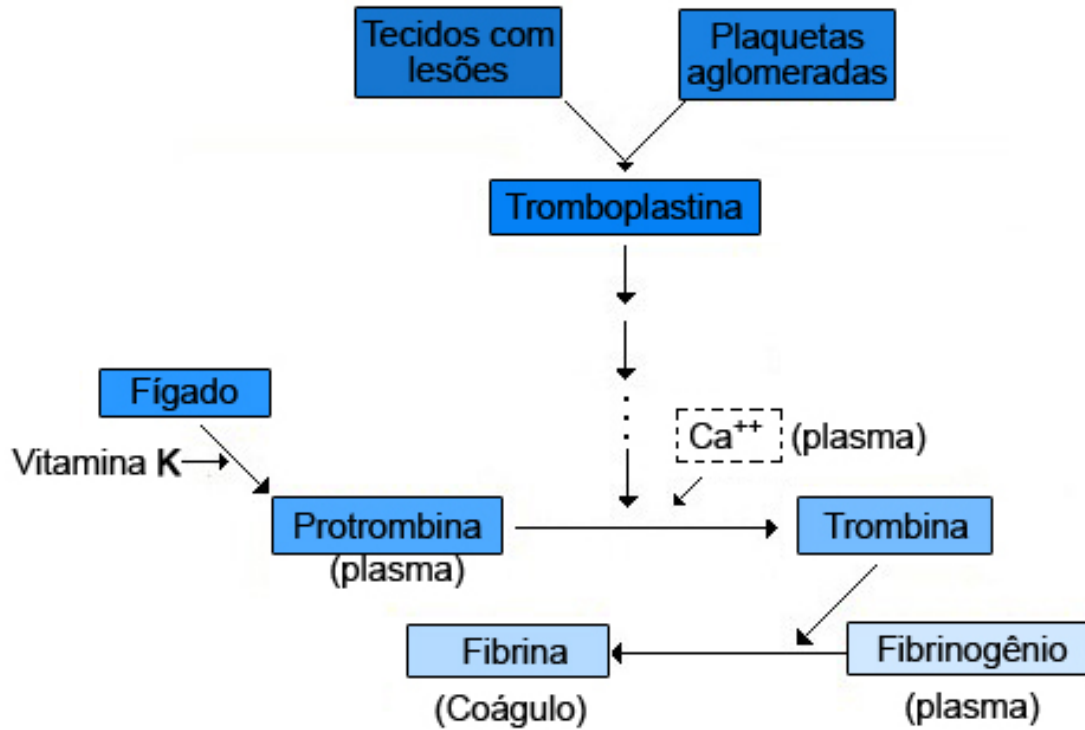 Tecidos com
lesões
Plaquetas
aglomeradas
Tromboplastina
Fígado
Vitamina K
Ca++ (plasma)
Protrombina
(plasma)
Trombina
Fibrina
(Coágulo)
Fibrinogênio
(plasma)